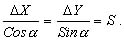 ΔX/Cosα = ΔY/Sinα = S.